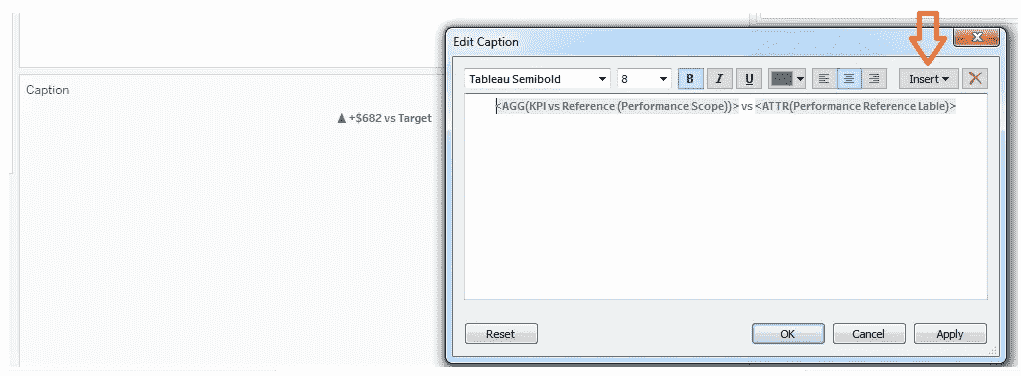 Edit Caption
Caption
Tableau Semibold 8 B I U Insert
<AGG(KPI vs Reference (Performance Scope))> vs <ATTR(Performance Reference Lable)>
▲ +$682 vs Target
Reset OK Cancel Apply